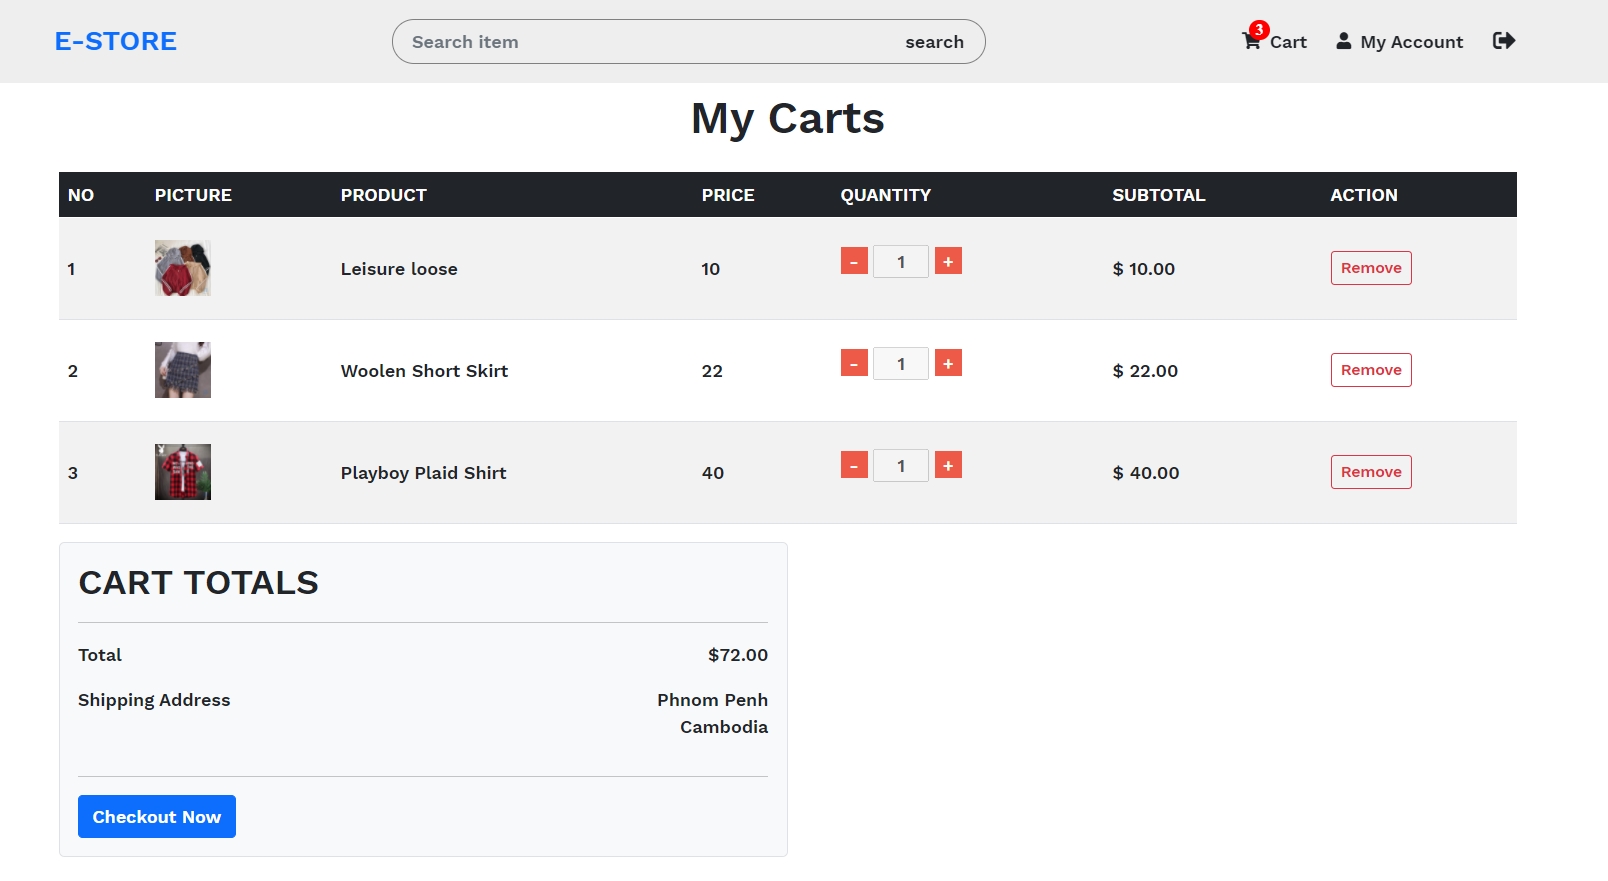 E-STORE
Search item search
3
Cart My Account
My Carts
NO PICTURE PRODUCT PRICE QUANTITY SUBTOTAL ACTION
1 Leisure loose 10 - 1 + $ 10.00 Remove
2 Woolen Short Skirt 22 - 1 + $ 22.00 Remove
3 Playboy Plaid Shirt 40 - 1 + $ 40.00 Remove
CART TOTALS
Total $72.00
Shipping Address Phnom Penh
Cambodia
Checkout Now